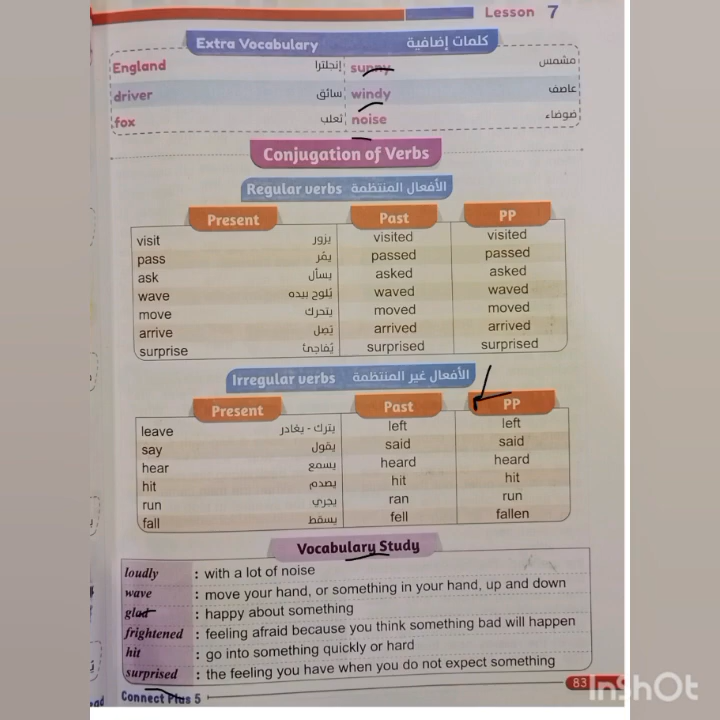 Lesson 7
Extra Vocabulary كلمات إضافية
England إنجلترا sunny مشمس
driver سائق windy عاصف
fox ثعلب noise ضوضاء
Conjugation of Verbs
Regular verbs الأفعال المنتظمة
Present Past PP
visit يزور visited visited
pass يمُر passed passed
ask يسأل asked asked
wave يُلوح بيده waved waved
move يتحرك moved moved
arrive يَصِل arrived arrived
surprise يُفاجئ surprised surprised
Irregular verbs الأفعال غير المنتظمة
Present Past PP
leave يترك - يغادر left left
say يقول said said
hear يسمع heard heard
hit يصدم hit hit
run يجري ran run
fall يسقط fell fallen
Vocabulary Study
loudly : with a lot of noise
wave : move your hand, or something in your hand, up and down
glad : happy about something
frightened : feeling afraid because you think something bad will happen
hit : go into something quickly or hard
surprised : the feeling you have when you do not expect something
83
Connect Plus 5
InShOt